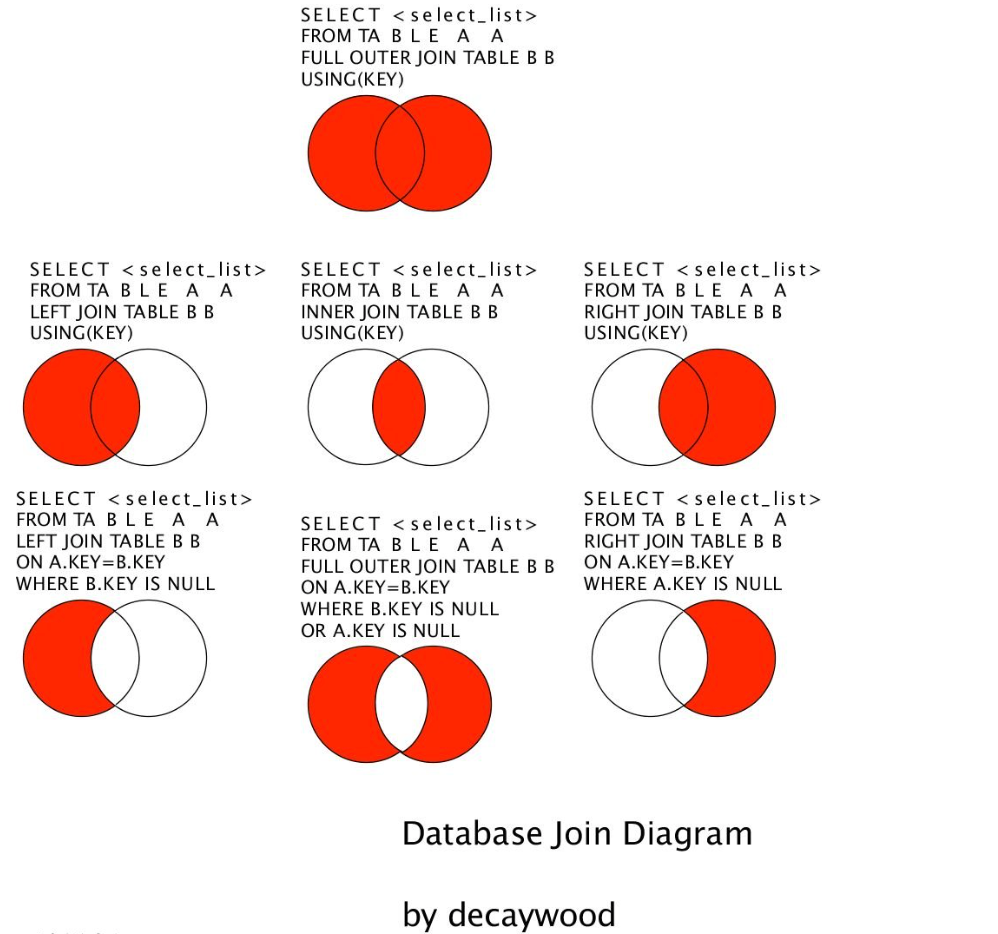 SELECT <select_list>
FROM TA B L E A A
FULL OUTER JOIN TABLE B B
USING(KEY)
SELECT <select_list>
FROM TA B L E A A
LEFT JOIN TABLE B B
USING(KEY)
SELECT <select_list>
FROM TA B L E A A
INNER JOIN TABLE B B
USING(KEY)
SELECT <select_list>
FROM TA B L E A A
RIGHT JOIN TABLE B B
USING(KEY)
SELECT <select_list>
FROM TA B L E A A
LEFT JOIN TABLE B B
ON A.KEY=B.KEY
WHERE B.KEY IS NULL
SELECT <select_list>
FROM TA B L E A A
FULL OUTER JOIN TABLE B B
ON A.KEY=B.KEY
WHERE B.KEY IS NULL
OR A.KEY IS NULL
SELECT <select_list>
FROM TA B L E A A
RIGHT JOIN TABLE B B
ON A.KEY=B.KEY
WHERE A.KEY IS NULL
Database Join Diagram
by decaywood